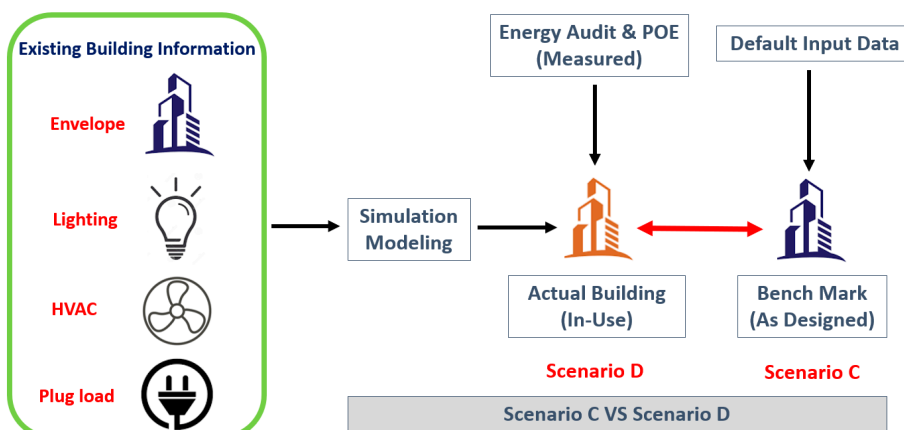 Existing Building Information
Envelope
Lighting
HVAC
Plug load
Simulation
Modeling
Energy Audit & POE
(Measured)
Default Input Data
Actual Building
(In-Use)
Bench Mark
(As Designed)
Scenario D
Scenario C
Scenario C VS Scenario D